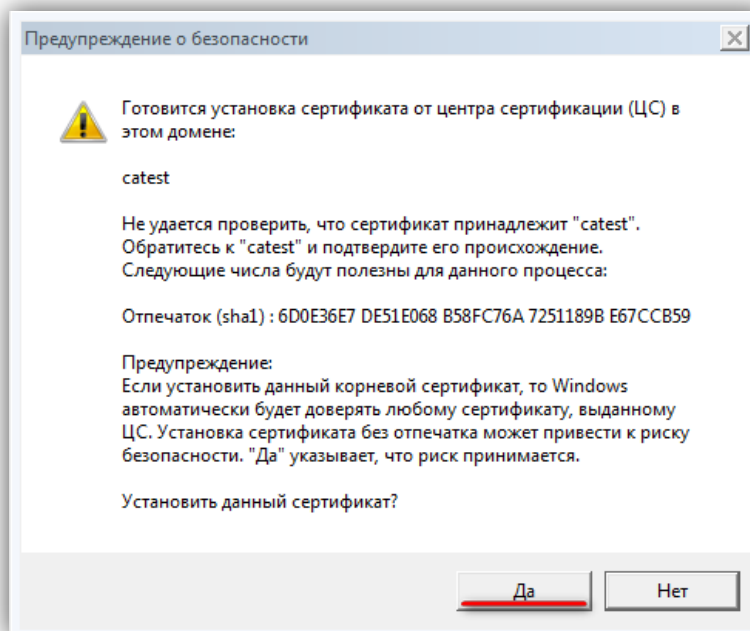 Предупреждение о безопасности
Готовится установка сертификата от центра сертификации (ЦС) в
этом домене:
catest
Не удается проверить, что сертификат принадлежит "catest".
Обратитесь к "catest" и подтвердите его происхождение.
Следующие числа будут полезны для данного процесса:
Отпечаток (sha1) : 6D0E36E7 DE51E068 B58FC76A 7251189B E67CCB59
Предупреждение:
Если установить данный корневой сертификат, то Windows
автоматически будет доверять любому сертификату, выданному
ЦС. Установка сертификата без отпечатка может привести к риску
безопасности. "Да" указывает, что риск принимается.
Установить данный сертификат?
Да Нет